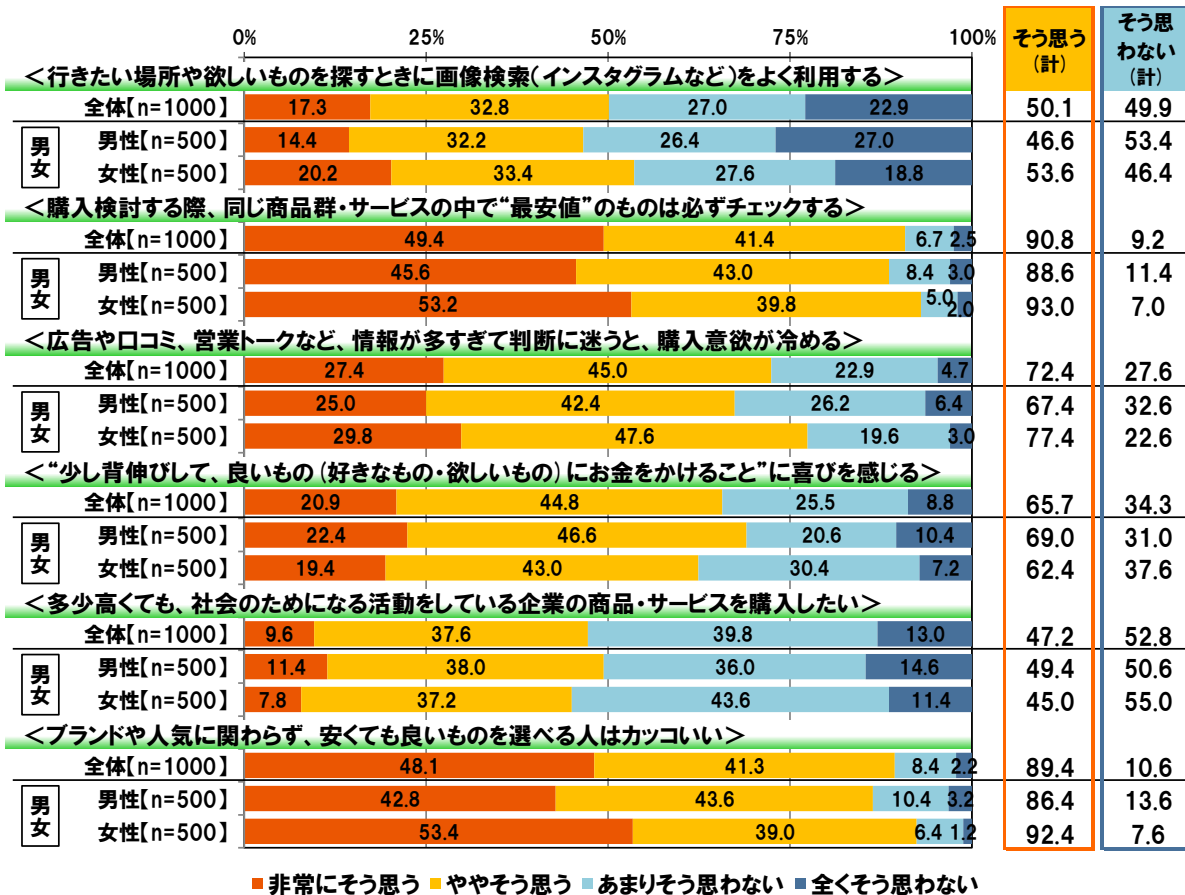 0% 25% 50% 75% 100%
そう思う
(計)
そう思
わない
(計)
<行きたい場所や欲しいものを探すときに画像検索(インスタグラムなど)をよく利用する>
全体【n=1000】 17.3 32.8 27.0 22.9 50.1 49.9
男女
男性【n=500】 14.4 32.2 26.4 27.0 46.6 53.4
女性【n=500】 20.2 33.4 27.6 18.8 53.6 46.4
<購入検討する際、同じ商品群・サービスの中で“最安値”のものは必ずチェックする>
全体【n=1000】 49.4 41.4 6.7 2.5 90.8 9.2
男女
男性【n=500】 45.6 43.0 8.4 3.0 88.6 11.4
女性【n=500】 53.2 39.8 5.0 2.0 93.0 7.0
<広告や口コミ、営業トークなど、情報が多すぎて判断に迷うと、購入意欲が冷める>
全体【n=1000】 27.4 45.0 22.9 4.7 72.4 27.6
男女
男性【n=500】 25.0 42.4 26.2 6.4 67.4 32.6
女性【n=500】 29.8 47.6 19.6 3.0 77.4 22.6
<“少し背伸びして、良いもの(好きなもの・欲しいもの)にお金をかけること”に喜びを感じる>
全体【n=1000】 20.9 44.8 25.5 8.8 65.7 34.3
男女
男性【n=500】 22.4 46.6 20.6 10.4 69.0 31.0
女性【n=500】 19.4 43.0 30.4 7.2 62.4 37.6
<多少高くても、社会のためになる活動をしている企業の商品・サービスを購入したい>
全体【n=1000】 9.6 37.6 39.8 13.0 47.2 52.8
男女
男性【n=500】 11.4 38.0 36.0 14.6 49.4 50.6
女性【n=500】 7.8 37.2 43.6 11.4 45.0 55.0
<ブランドや人気に関わらず、安くても良いものを選べる人はカッコいい>
全体【n=1000】 48.1 41.3 8.4 2.2 89.4 10.6
男女
男性【n=500】 42.8 43.6 10.4 3.2 86.4 13.6
女性【n=500】 53.4 39.0 6.4 1.2 92.4 7.6
非常にそう思う ややそう思う あまりそう思わない 全くそう思わない